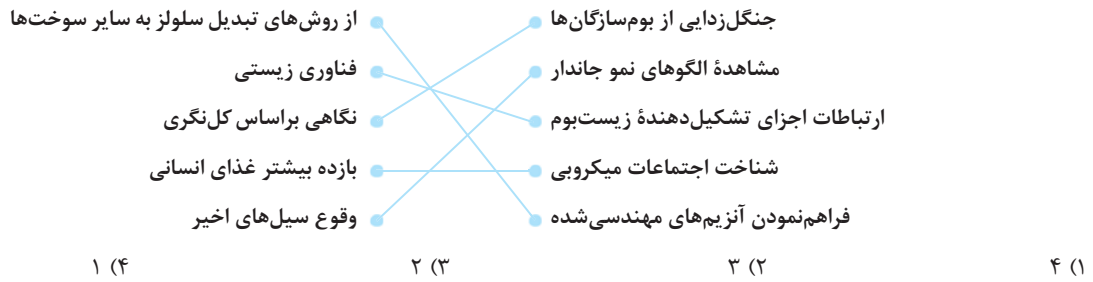 جنگل‌زدایی از بوم‌سازگان‌ها از روش‌های تبدیل سلولز به سایر سوخت‌ها
مشاهدهٔ الگوهای نمو جاندار فناوری زیستی
ارتباطات اجزای تشکیل‌دهندهٔ زیست‌بوم نگاهی براساس کل‌نگری
شناخت اجتماعات میکروبی بازده بیشتر غذای انسانی
فراهم‌نمودن آنزیم‌های مهندسی‌شده وقوع سیل‌های اخیر
۱) ۴ ۲) ۳ ۳) ۲ ۴) ۱